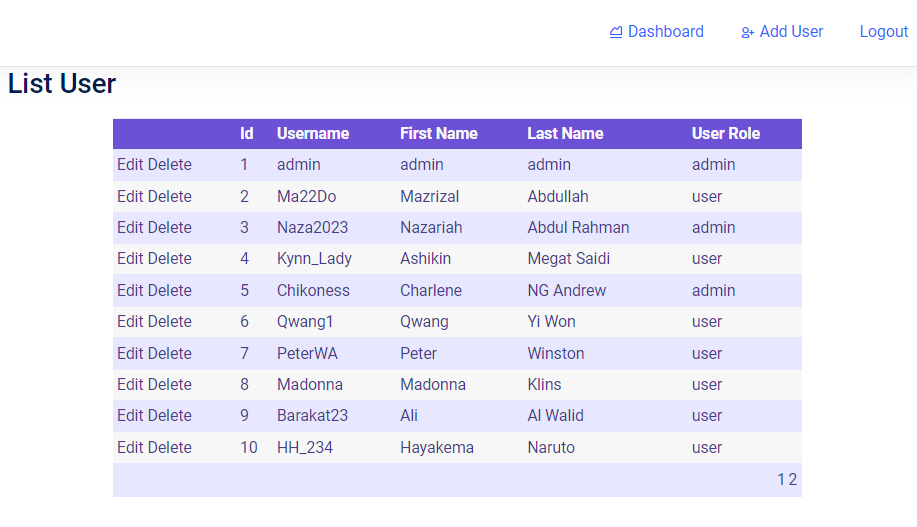 Dashboard Add User Logout
List User
Id Username First Name Last Name User Role
Edit Delete 1 admin admin admin admin
Edit Delete 2 Ma22Do Mazrizal Abdullah user
Edit Delete 3 Naza2023 Nazariah Abdul Rahman admin
Edit Delete 4 Kynn_Lady Ashikin Megat Saidi user
Edit Delete 5 Chikoness Charlene NG Andrew admin
Edit Delete 6 Qwang1 Qwang Yi Won user
Edit Delete 7 PeterWA Peter Winston user
Edit Delete 8 Madonna Madonna Klins user
Edit Delete 9 Barakat23 Ali Al Walid user
Edit Delete 10 HH_234 Hayakema Naruto user
1 2